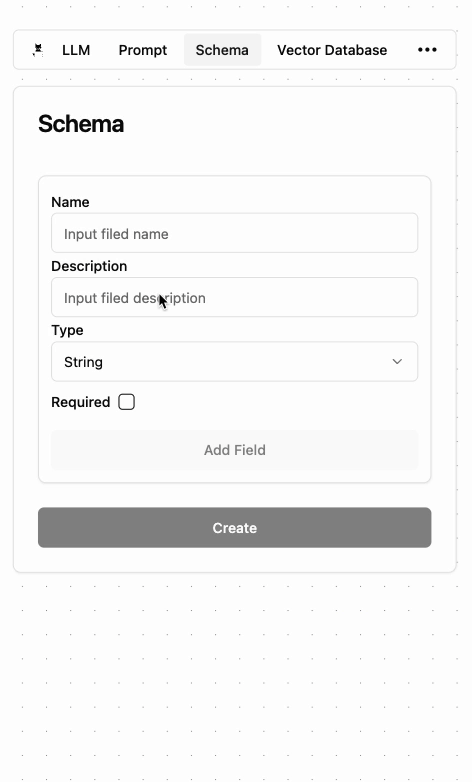 LLM Prompt Schema Vector Database •••
Schema
Name
Input filed name
Description
Input filed description
Type
String
Required
Add Field
Create